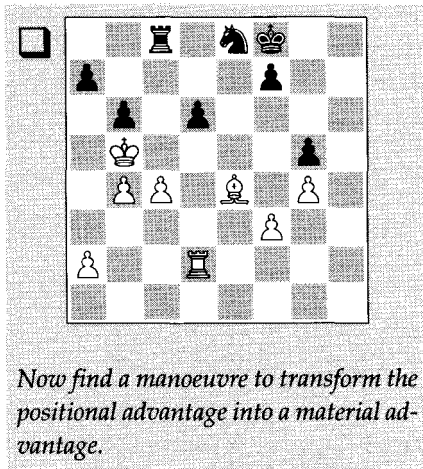 Now find a manoeuvre to transform the
positional advantage into a material ad-
vantage.